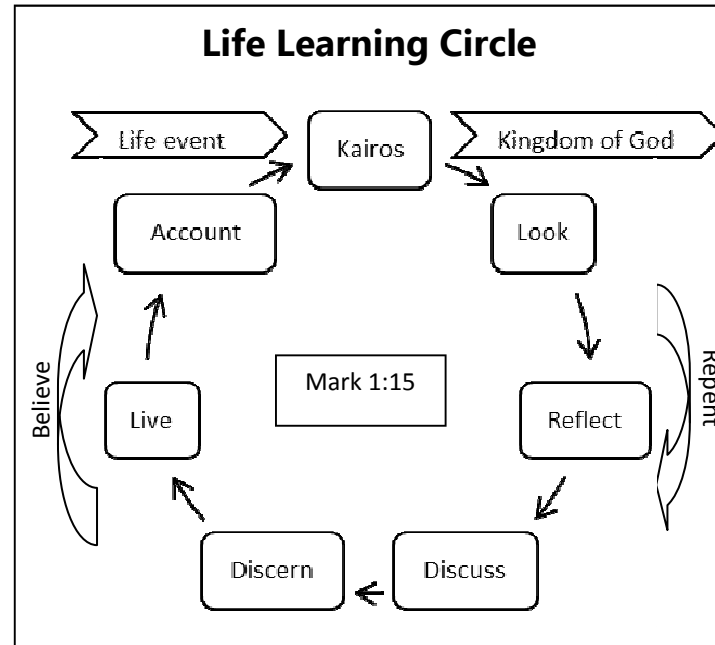 Life Learning Circle
Life event
Kairos
Kingdom of God
Account
Look
Believe
Mark 1:15
Repent
Live
Reflect
Discern
Discuss